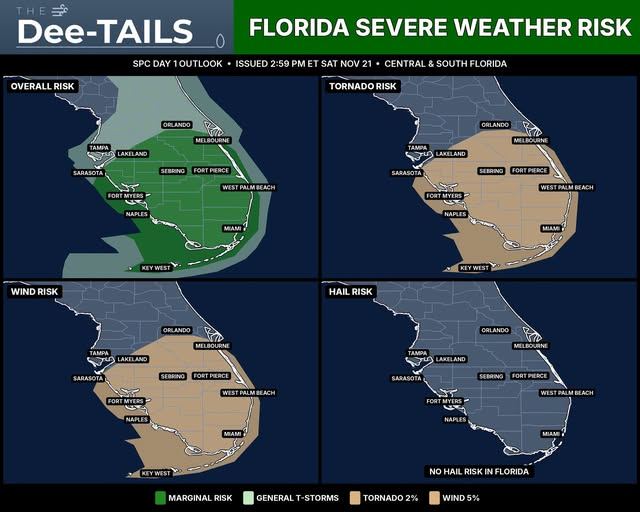 THE
Dee-TAILS
FLORIDA SEVERE WEATHER RISK
SPC DAY 1 OUTLOOK • ISSUED 2:59 PM ET SAT NOV 21 • CENTRAL & SOUTH FLORIDA
OVERALL RISK
ORLANDO
MELBOURNE
TAMPA
LAKELAND
SARASOTA
SEBRING
FORT PIERCE
WEST PALM BEACH
FORT MYERS
NAPLES
MIAMI
KEY WEST
TORNADO RISK
ORLANDO
MELBOURNE
TAMPA
LAKELAND
SARASOTA
SEBRING
FORT PIERCE
WEST PALM BEACH
FORT MYERS
NAPLES
MIAMI
KEY WEST
WIND RISK
ORLANDO
MELBOURNE
TAMPA
LAKELAND
SARASOTA
SEBRING
FORT PIERCE
WEST PALM BEACH
FORT MYERS
NAPLES
MIAMI
KEY WEST
HAIL RISK
ORLANDO
MELBOURNE
TAMPA
LAKELAND
SARASOTA
SEBRING
FORT PIERCE
WEST PALM BEACH
FORT MYERS
NAPLES
MIAMI
NO HAIL RISK IN FLORIDA
MARGINAL RISK
GENERAL T-STORMS
TORNADO 2%
WIND 5%